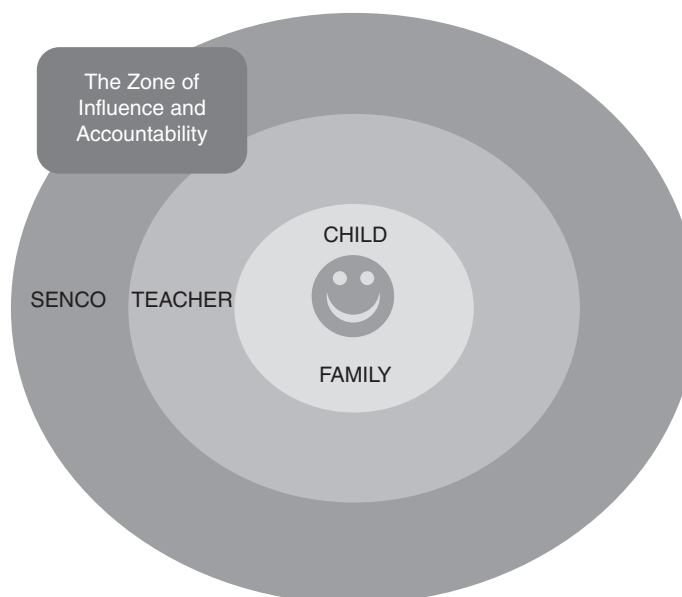 The Zone of
Influence and
Accountability
CHILD
SENCO
TEACHER
FAMILY